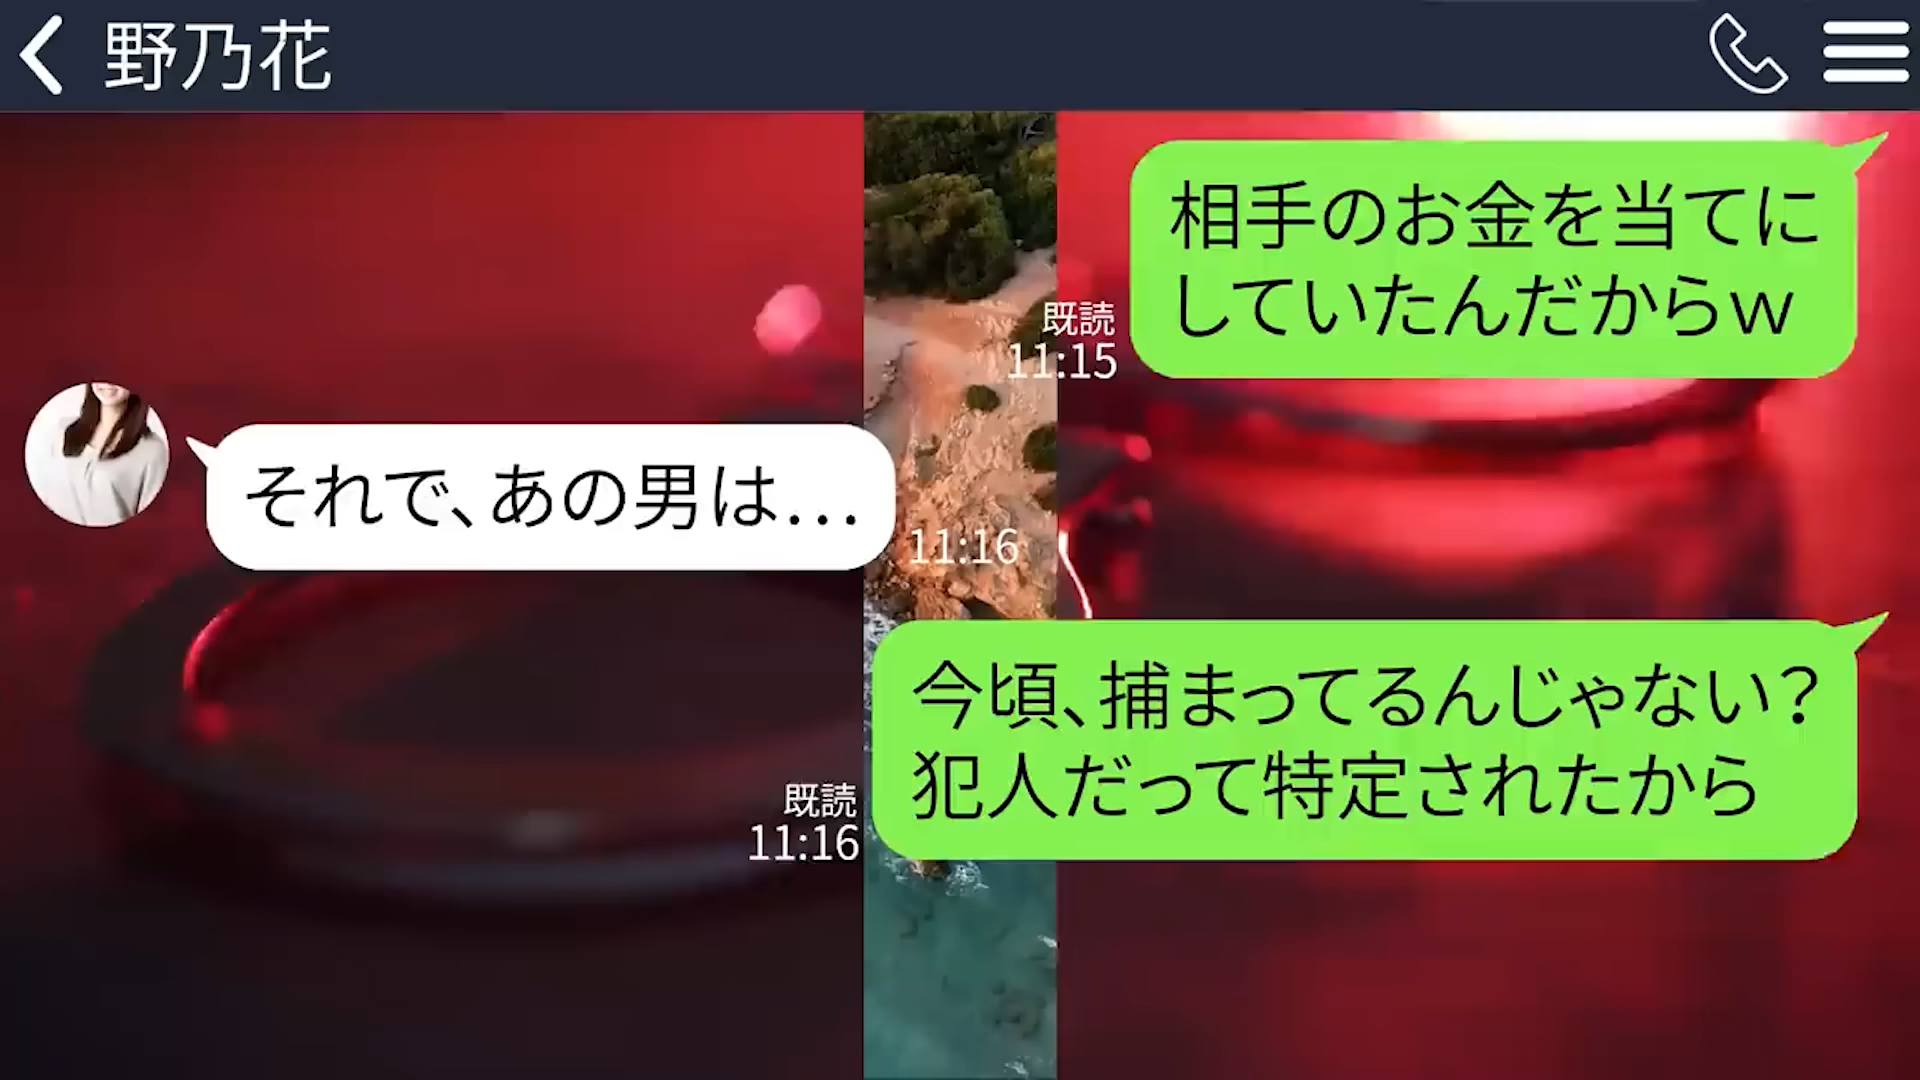 野乃花
相手のお金を当てに
していたんだからｗ
既読
11:15
それで、あの男は…
11:16
今頃、捕まってるんじゃない？
犯人だって特定されたから
既読
11:16